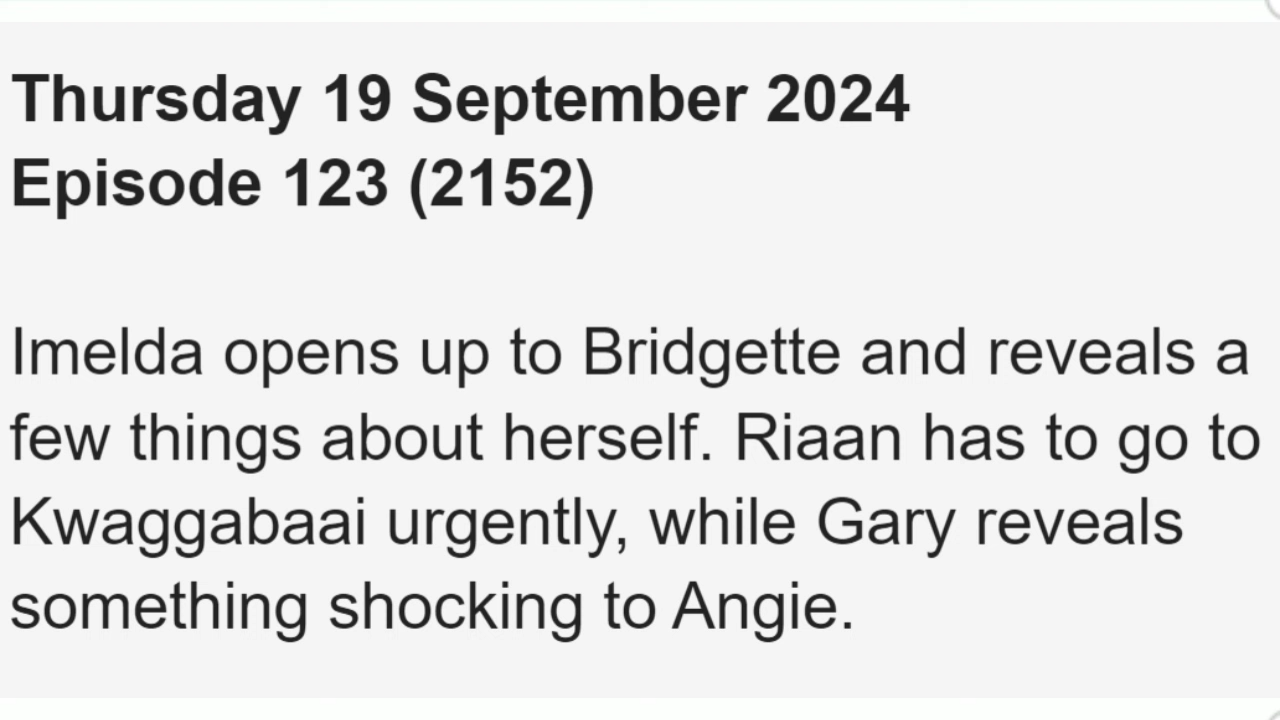 Thursday 19 September 2024
Episode 123 (2152)
Imelda opens up to Bridgette and reveals a
few things about herself. Riaan has to go to
Kwaggabaai urgently, while Gary reveals
something shocking to Angie.